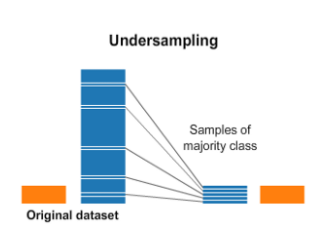 Undersampling
Samples of
majority class
Original dataset